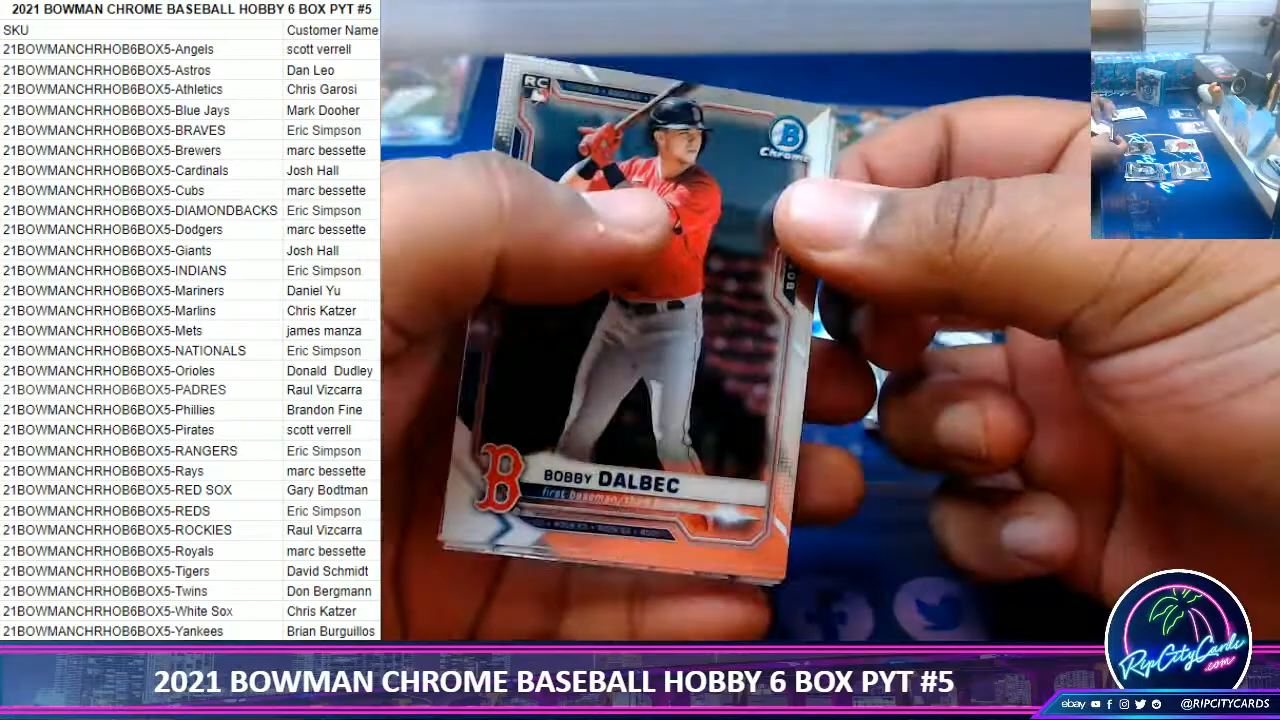 2021 BOWMAN CHROME BASEBALL HOBBY 6 BOX PYT #5
SKU Customer Name
21BOWMANCHRHOB6BOX5-Angels scott verrell
21BOWMANCHRHOB6BOX5-Astros Dan Leo
21BOWMANCHRHOB6BOX5-Athletics Chris Garosi
21BOWMANCHRHOB6BOX5-Blue Jays Mark Dooher
21BOWMANCHRHOB6BOX5-BRAVES Eric Simpson
21BOWMANCHRHOB6BOX5-Brewers marc bessette
21BOWMANCHRHOB6BOX5-Cardinals Josh Hall
21BOWMANCHRHOB6BOX5-Cubs marc bessette
21BOWMANCHRHOB6BOX5-DIAMONDBACKS Eric Simpson
21BOWMANCHRHOB6BOX5-Dodgers marc bessette
21BOWMANCHRHOB6BOX5-Giants Josh Hall
21BOWMANCHRHOB6BOX5-INDIANS Eric Simpson
21BOWMANCHRHOB6BOX5-Mariners Daniel Yu
21BOWMANCHRHOB6BOX5-Marlins Chris Katzer
21BOWMANCHRHOB6BOX5-Mets james manza
21BOWMANCHRHOB6BOX5-NATIONALS Eric Simpson
21BOWMANCHRHOB6BOX5-Orioles Donald Dudley
21BOWMANCHRHOB6BOX5-PADRES Raul Vizcarra
21BOWMANCHRHOB6BOX5-Phillies Brandon Fine
21BOWMANCHRHOB6BOX5-Pirates scott verrell
21BOWMANCHRHOB6BOX5-RANGERS Eric Simpson
21BOWMANCHRHOB6BOX5-Rays marc bessette
21BOWMANCHRHOB6BOX5-RED SOX Gary Bodtman
21BOWMANCHRHOB6BOX5-REDS Eric Simpson
21BOWMANCHRHOB6BOX5-ROCKIES Raul Vizcarra
21BOWMANCHRHOB6BOX5-Royals marc bessette
21BOWMANCHRHOB6BOX5-Tigers David Schmidt
21BOWMANCHRHOB6BOX5-Twins Don Bergmann
21BOWMANCHRHOB6BOX5-White Sox Chris Katzer
21BOWMANCHRHOB6BOX5-Yankees Brian Burguillos
RC
B
CHROME
B
BOBBY DALBEC
first baseman/third
RipCityCards
.com
2021 BOWMAN CHROME BASEBALL HOBBY 6 BOX PYT #5
ebay @RIPCITYCARDS